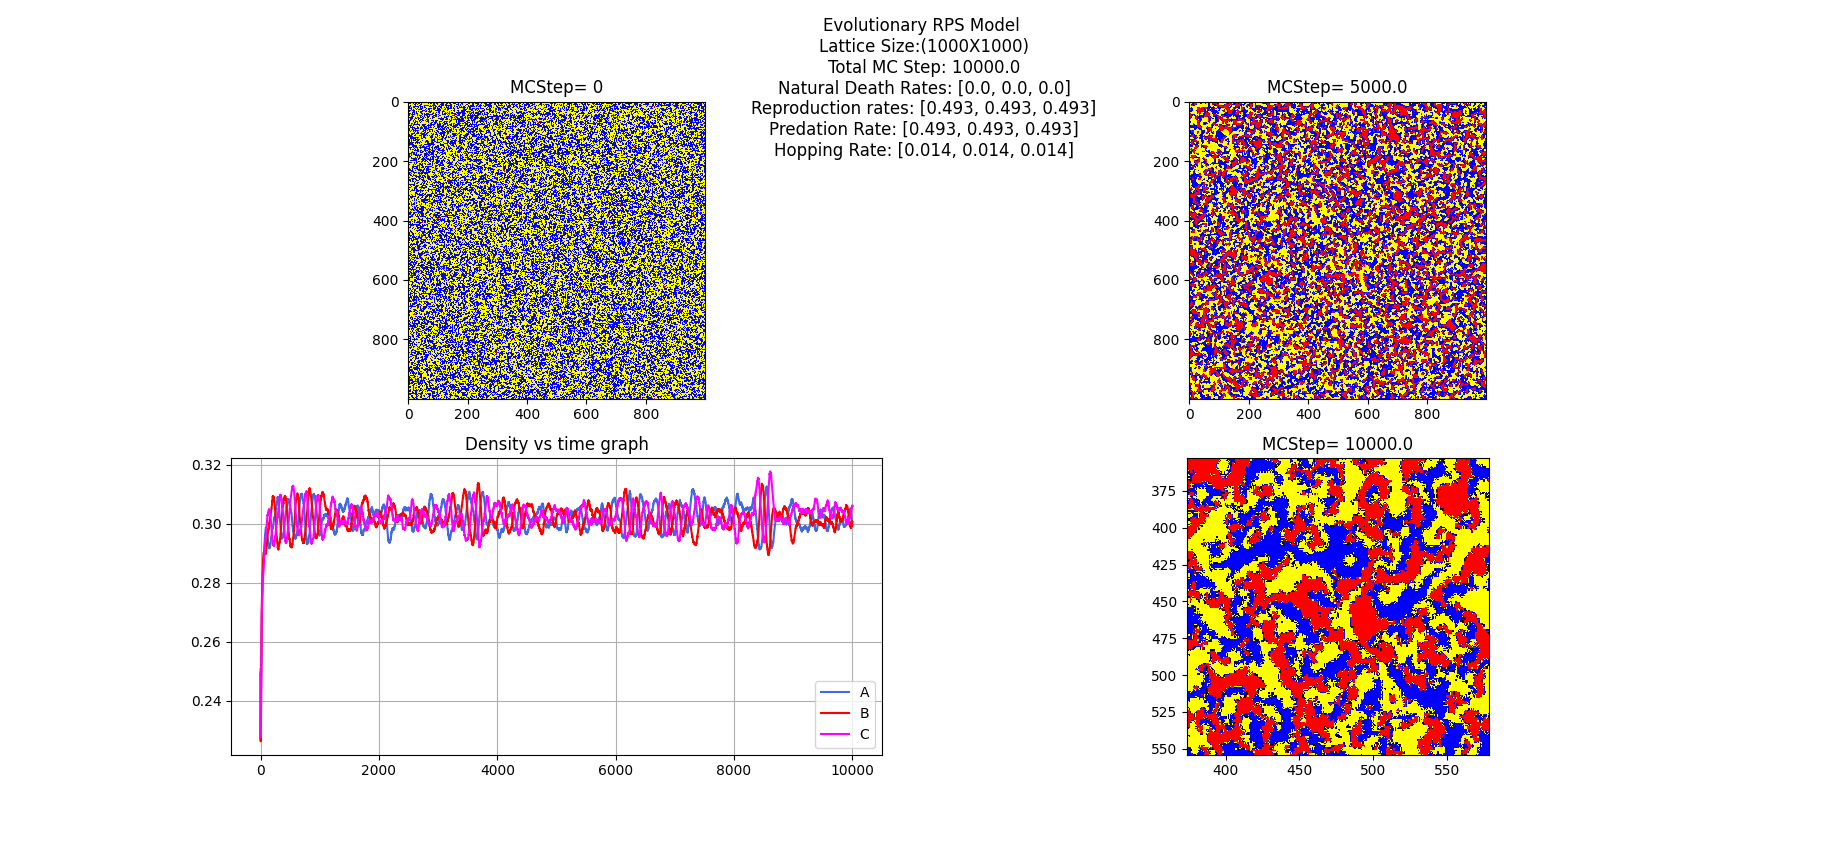 Evolutionary RPS Model
Lattice Size:(1000X1000)
Total MC Step: 10000.0
Natural Death Rates: [0.0, 0.0, 0.0]
Reproduction rates: [0.493, 0.493, 0.493]
Predation Rate: [0.493, 0.493, 0.493]
Hopping Rate: [0.014, 0.014, 0.014]
MCStep= 0
0
200
400
600
800
0 200 400 600 800
MCStep= 5000.0
0
200
400
600
800
0 200 400 600 800
Density vs time graph
0.32
0.30
0.28
0.26
0.24
A
B
C
0 2000 4000 6000 8000 10000
MCStep= 10000.0
375
400
425
450
475
500
525
550
400 450 500 550